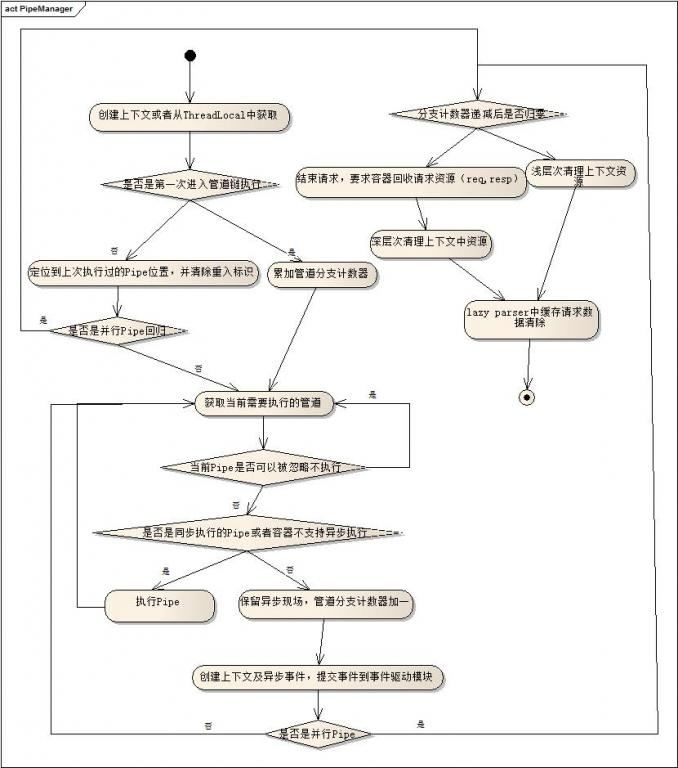 act PipeManager
创建上下文或者从ThreadLocal中获取
分支计数器递减后是否归零
是否是第一次进入管道链执行
结束请求，要求容器回收请求资源（req,resp）
浅层次清理上下文资
源
否
是
深层次清理上下文中资源
定位到上次执行过的Pipe位置，并清除重入标识
累加管道分支计数器
是
是否是并行Pipe回归
lazy parser中缓存请求数
据清除
否
获取当前需要执行的管道
是
当前Pipe是否可以被忽略不执行
否
是否是同步执行的Pipe或者容器不支持异步执行
是
否
执行Pipe
保留异步现场，管道分支计数器加一
创建上下文及异步事件，提交事件到事件驱动模块
否
是
是否是并行Pipe